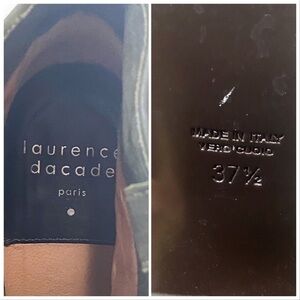 laurence
dacade
paris
MADE IN ITALY
VERO CUOIO
37½